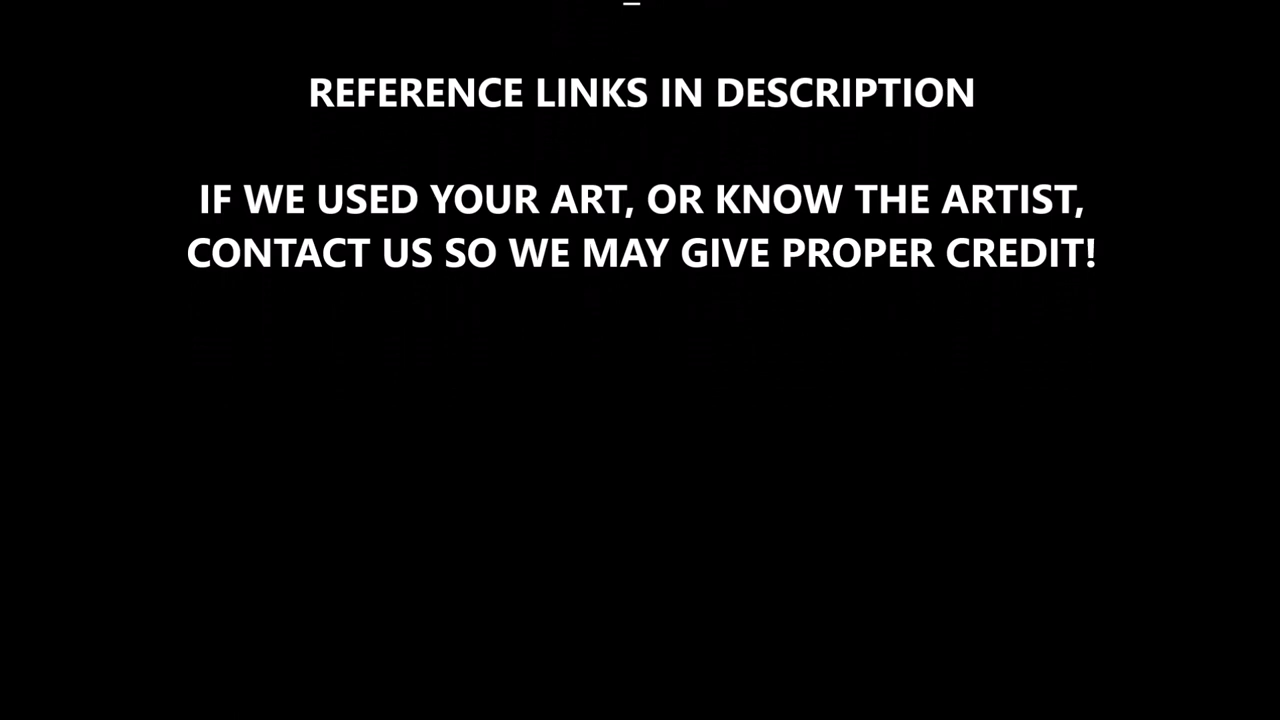 REFERENCE LINKS IN DESCRIPTION
IF WE USED YOUR ART, OR KNOW THE ARTIST,
CONTACT US SO WE MAY GIVE PROPER CREDIT!